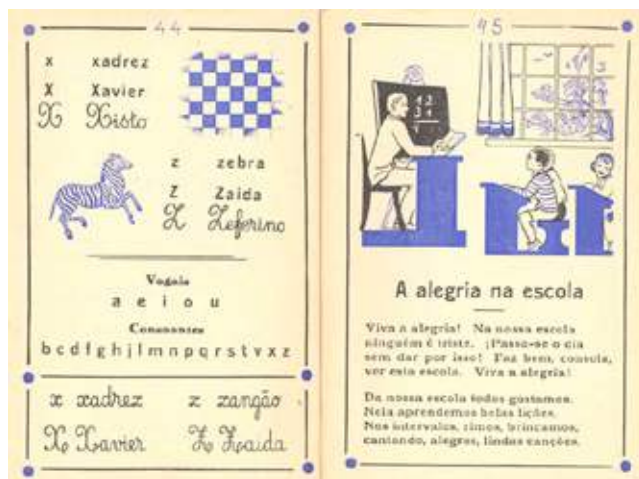 44
x xadrez
X Xavier
X Xisto
z zebra
Z Zaida
Z Zeferino
Vogais
a e i o u
Consoantes
b c d f g h j l m n p q r s t v x z
x xadrez z zangão
X Xavier Z Zaida
45
42
A alegria na escola
Viva a alegria! Na nossa escola
ninguém é triste. ¡Passa-se o dia
sem dar por isso! Faz bem, consola,
ver esta escola. Viva a alegria!
Da nossa escola todos gostamos.
Nela aprendemos belas lições.
Nos intervalos, rimos, brincamos,
cantando, alegres, lindas canções.